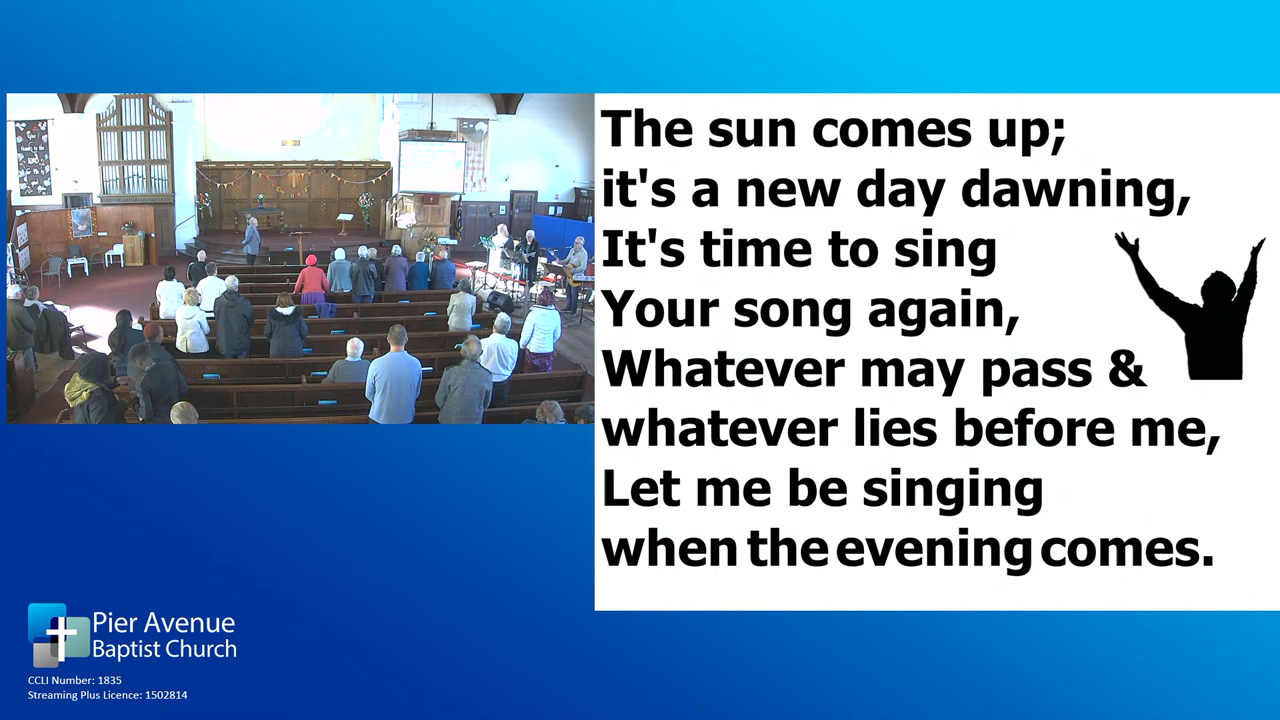 The sun comes up;
it's a new day dawning,
It's time to sing
Your song again,
Whatever may pass &
whatever lies before me,
Let me be singing
when the evening comes.
Pier Avenue
Baptist Church
CCLI Number: 1835
Streaming Plus Licence: 1502814